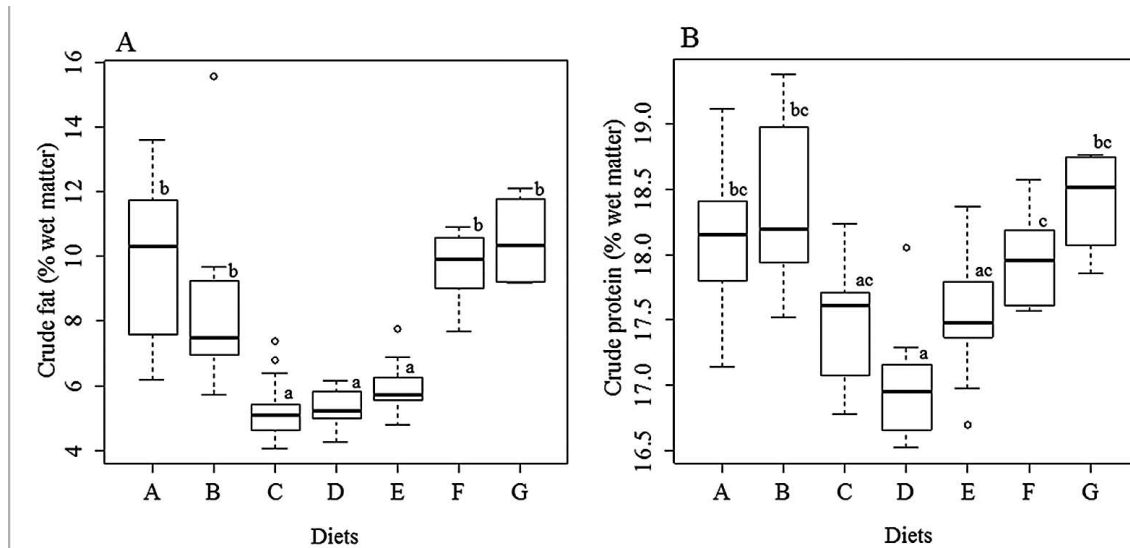 A
Crude fat (% wet matter)
16
14
12
10
8
6
4
b
b
a
a
a
b
b
A B C D E F G
Diets
B
Crude protein (% wet matter)
19.0
18.5
18.0
17.5
17.0
16.5
bc
bc
ac
a
ac
c
bc
A B C D E F G
Diets